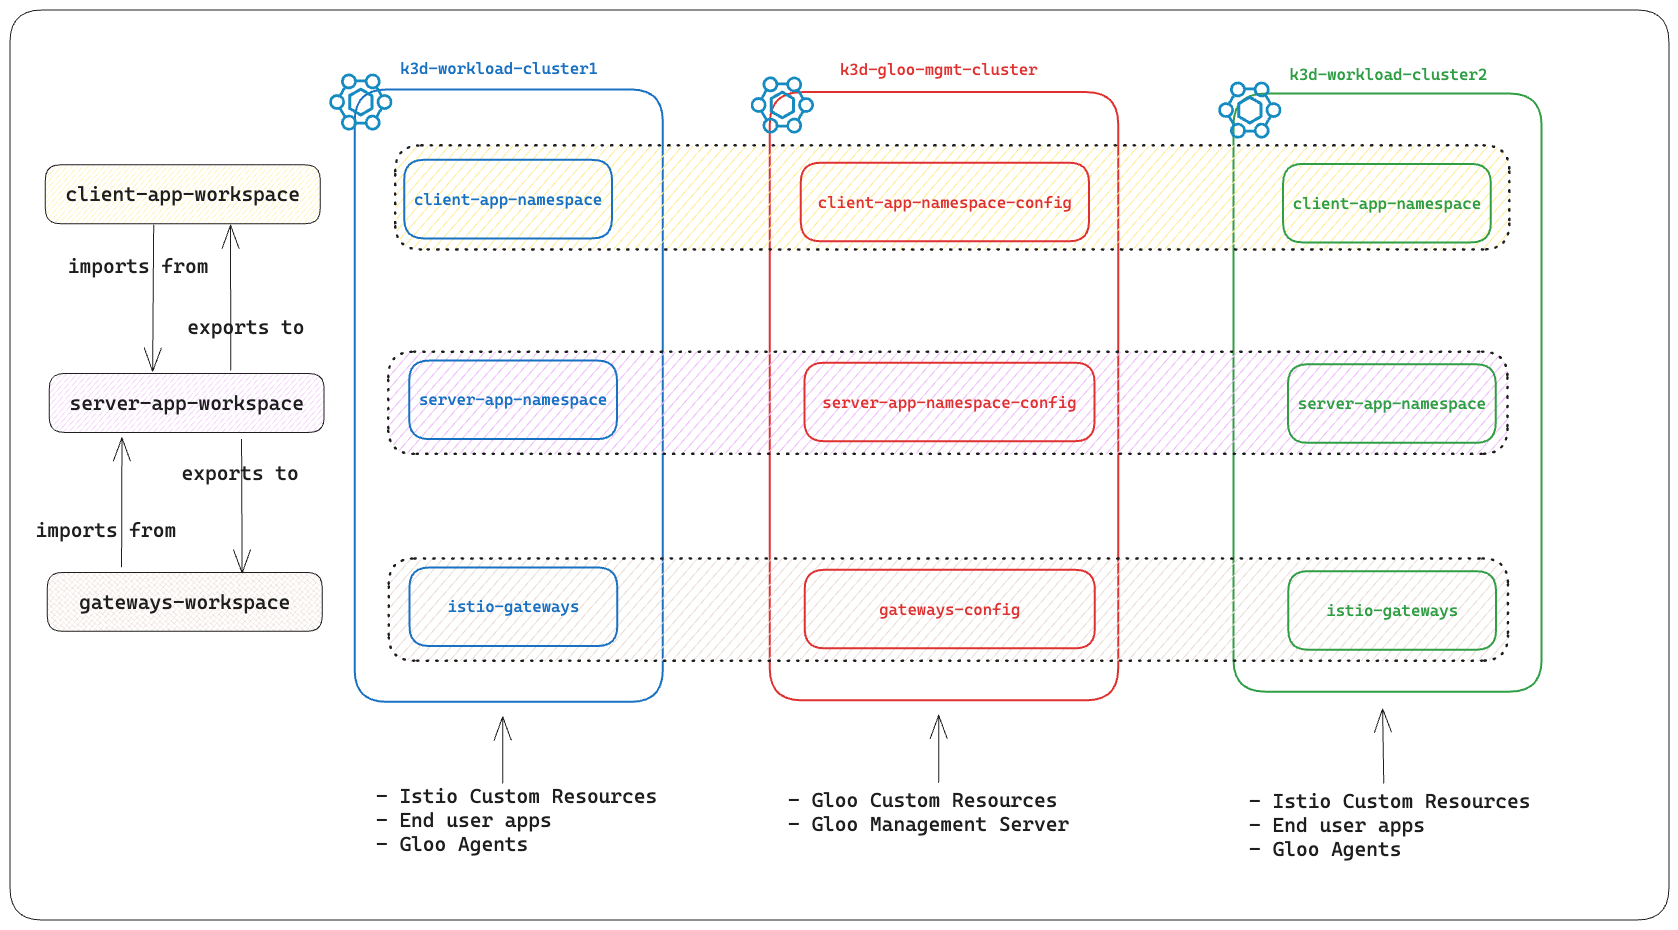 k3d-workload-cluster1
k3d-gloo-mgmt-cluster
k3d-workload-cluster2
client-app-workspace
client-app-namespace
client-app-namespace-config
client-app-namespace
imports from
exports to
server-app-workspace
server-app-namespace
server-app-namespace-config
server-app-namespace
exports to
imports from
gateways-workspace
istio-gateways
gateways-config
istio-gateways
- Istio Custom Resources
- End user apps
- Gloo Agents
- Gloo Custom Resources
- Gloo Management Server
- Istio Custom Resources
- End user apps
- Gloo Agents